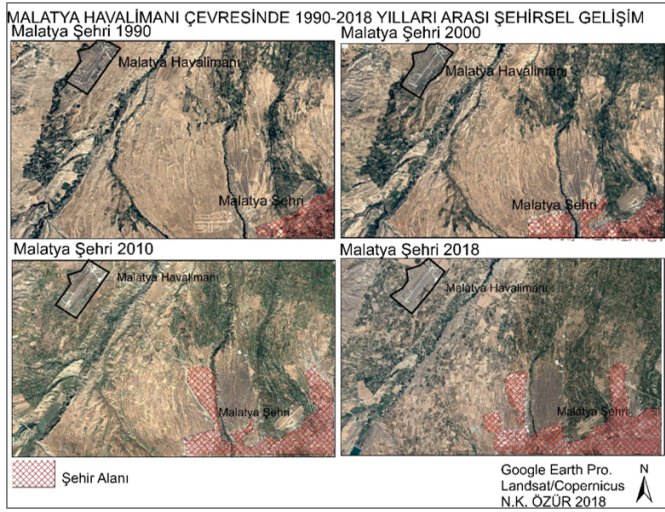 MALATYA HAVALİMANI ÇEVRESİNDE 1990-2018 YILLARI ARASI ŞEHİRSEL GELİŞİM
Malatya Şehri 1990
Malatya Havalimanı
Malatya Şehri
Malatya Şehri 2000
Malatya Havalimanı
Malatya Şehri
Malatya Şehri 2010
Malatya Havalimanı
Malatya Şehri
Malatya Şehri 2018
Malatya Havalimanı
Malatya Şehri
Şehir Alanı
Google Earth Pro.
Landsat/Copernicus
N.K. ÖZÜR 2018
N